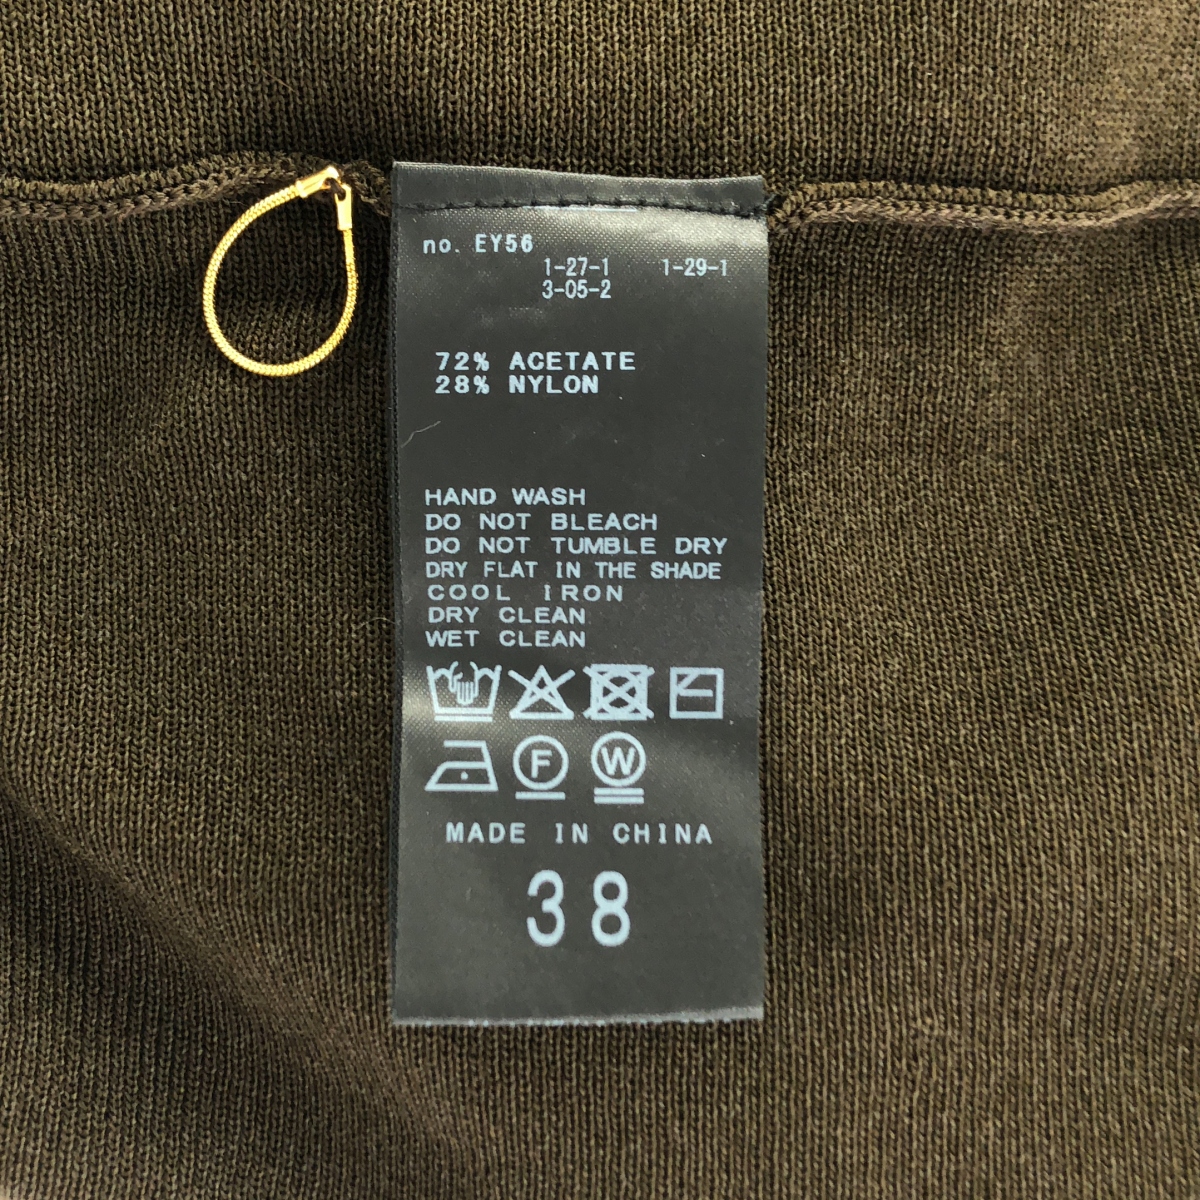 no. EY56
1-27-1 1-29-1
3-05-2
72% ACETATE
28% NYLON
HAND WASH
DO NOT BLEACH
DO NOT TUMBLE DRY
DRY FLAT IN THE SHADE
COOL IRON
DRY CLEAN
WET CLEAN
F W
MADE IN CHINA
38